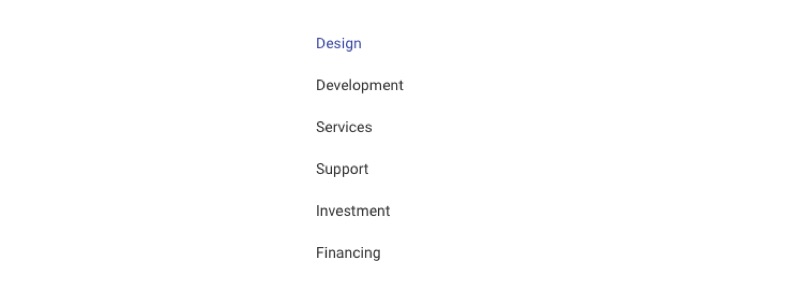 Design
Development
Services
Support
Investment
Financing